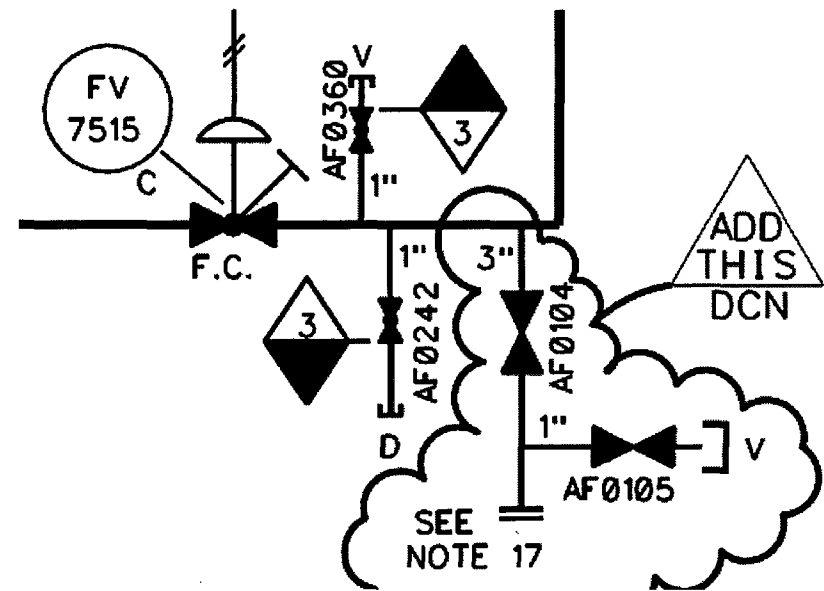 FV
7515
C
F.C.
V
AF0360
3
1"
1"
3
AF0242
D
3"
AF0104
ADD
THIS
DCN
1"
V
AF0105
SEE
NOTE 17